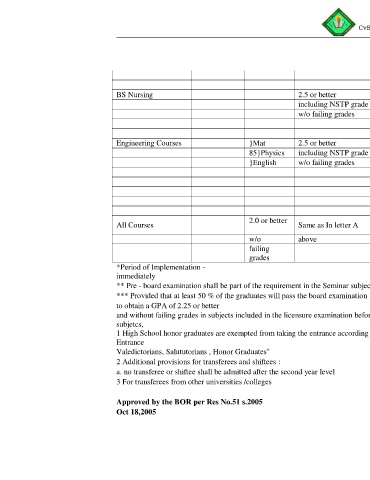 CvS
BS Nursing 2.5 or better
including NSTP grade
w/o failing grades
Engineering Courses }Mat 2.5 or better
85}Physics including NSTP grade
}English w/o failing grades
All Courses 2.0 or better Same as In letter A
w/o above
failing
grades
*Period of Implementation -
immediately
** Pre - board examination shall be part of the requirement in the Seminar subjec
*** Provided that at least 50 % of the graduates will pass the board examination
to obtain a GPA of 2.25 or better
and without failing grades in subjects included in the licensure examination befor
subjetcs,
1 High School honor graduates are exempted from taking the entrance according
Entrance
Valedictorians, Salututorians , Honor Graduates"
2 Additional provisions for transferees and shiftees :
a. no transferee or shiftee shall be admitted after the second year level
3 For transferees from other universities /colleges
Approved by the BOR per Res No.51 s.2005
Oct 18,2005